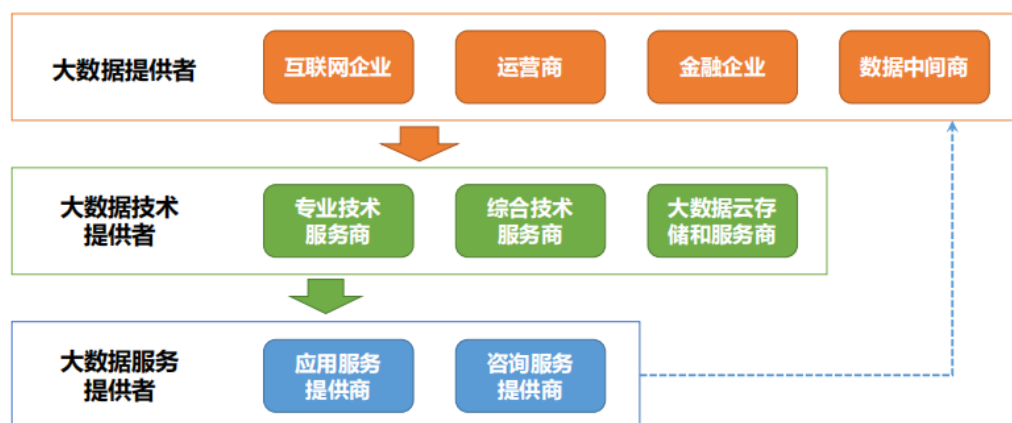 大数据提供者
互联网企业
运营商
金融企业
数据中间商
大数据技术
提供者
专业技术
服务商
综合技术
服务商
大数据云存
储和服务商
大数据服务
提供者
应用服务
提供商
咨询服务
提供商